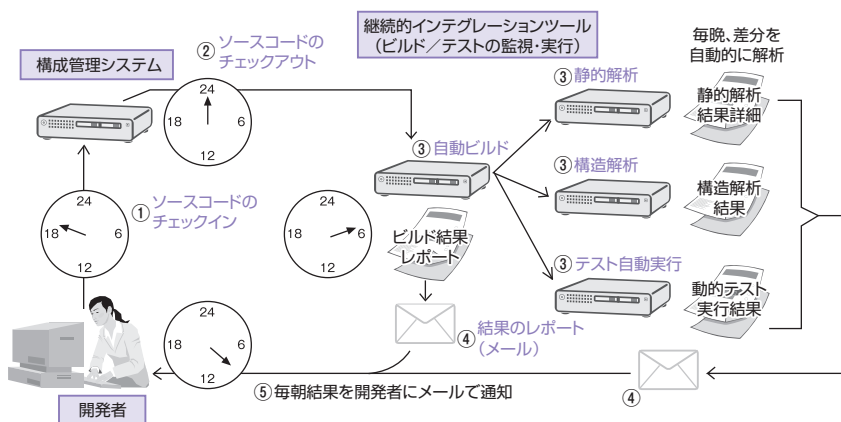 構成管理システム
② ソースコードの
チェックアウト
継続的インテグレーションツール
(ビルド／テストの監視・実行)
毎晩、差分を
自動的に解析
24
18
6
12
③ 静的解析
静的解析
結果詳細
③ 自動ビルド
③ 構造解析
構造解析
結果
① ソースコードの
チェックイン
24
18
6
12
24
18
6
12
ビルド結果
レポート
③ テスト自動実行
動的テスト
実行結果
④ 結果のレポート
(メール)
24
18
6
12
⑤ 毎朝結果を開発者にメールで通知
④
開発者